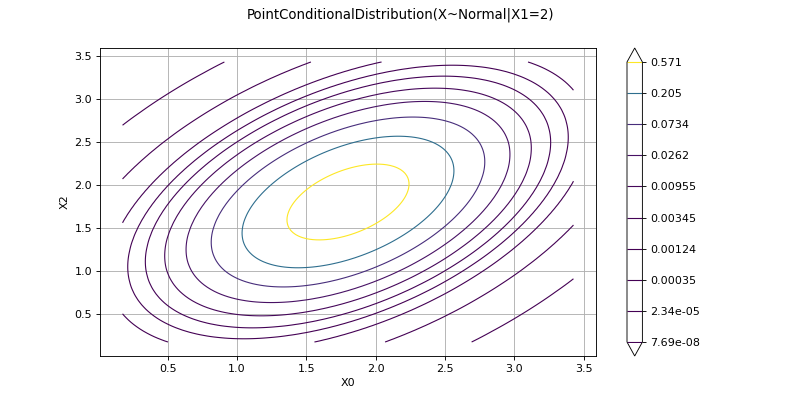 PointConditionalDistribution(X~Normal|X1=2)
3.5
3.0
2.5
2.0
1.5
1.0
0.5
X2
0.5 1.0 1.5 2.0 2.5 3.0 3.5
X0
0.571
0.205
0.0734
0.0262
0.00955
0.00345
0.00124
0.00035
2.34e-05
7.69e-08